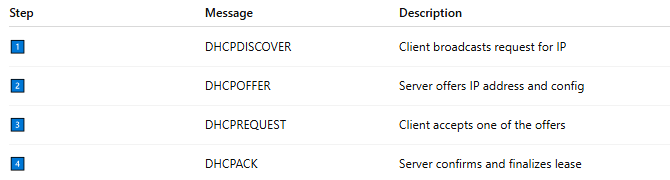 Step Message Description
1 DHCPDISCOVER Client broadcasts request for IP
2 DHCPOFFER Server offers IP address and config
3 DHCPREQUEST Client accepts one of the offers
4 DHCPACK Server confirms and finalizes lease